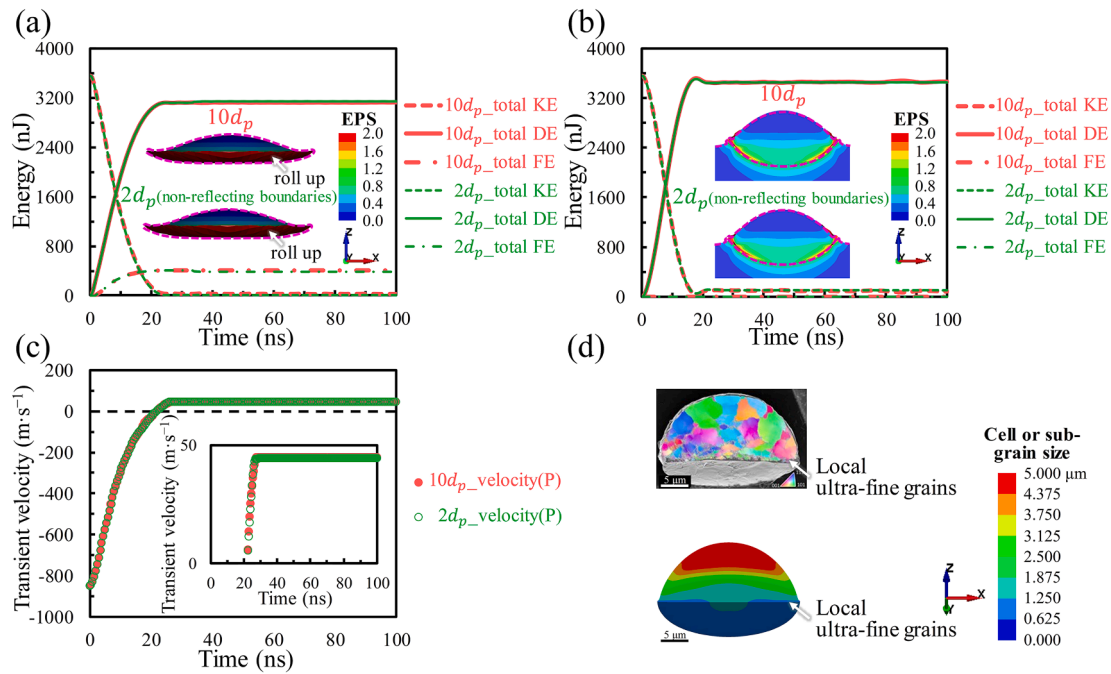 (a)
Energy (nJ)
4000
3200
2400
1600
800
0
0
20
40
60
80
100
Time (ns)
10dₚ
EPS
2.0
1.6
1.2
0.8
0.4
0.0
roll up
2dₚ(non-reflecting boundaries)
roll up
Z
Y
X
10dₚ_total KE
10dₚ_total DE
10dₚ_total FE
2dₚ_total KE
2dₚ_total DE
2dₚ_total FE
(b)
Energy (nJ)
4000
3200
2400
1600
800
0
0
20
40
60
80
100
Time (ns)
10dₚ
EPS
2.0
1.6
1.2
0.8
0.4
0.0
2dₚ(non-reflecting boundaries)
Z
Y
X
10dₚ_total KE
10dₚ_total DE
10dₚ_total FE
2dₚ_total KE
2dₚ_total DE
2dₚ_total FE
(c)
Transient velocity (m·s⁻¹)
200
0
-200
-400
-600
-800
-1000
0
20
40
60
80
100
Time (ns)
Transient velocity (m·s⁻¹)
50
0
0
20
40
60
80
100
Time (ns)
10dₚ_velocity(P)
2dₚ_velocity(P)
(d)
5 μm
001
101
Local
ultra-fine grains
5 μm
Local
ultra-fine grains
Z
X
Y
Cell or sub-
grain size
5.000 μm
4.375
3.750
3.125
2.500
1.875
1.250
0.625
0.000